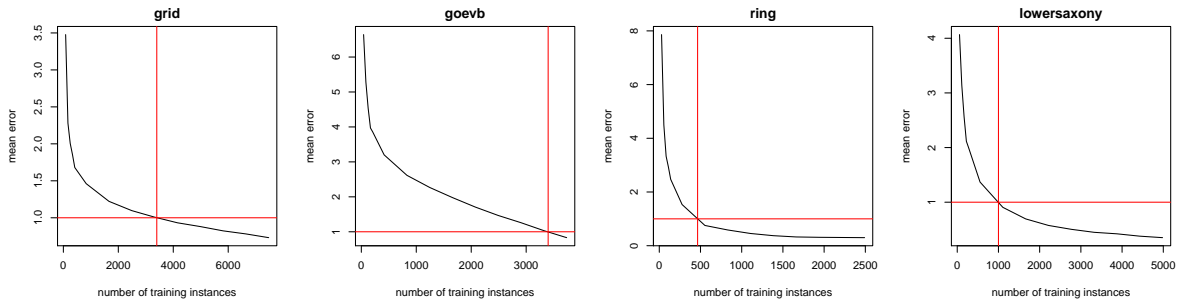 grid
mean error
3.5
3.0
2.5
2.0
1.5
1.0
0 2000 4000 6000
number of training instances
goevb
mean error
6
5
4
3
2
1
0 1000 2000 3000
number of training instances
ring
mean error
8
6
4
2
0
0 500 1000 1500 2000 2500
number of training instances
lowersaxony
mean error
4
3
2
1
0 1000 2000 3000 4000 5000
number of training instances